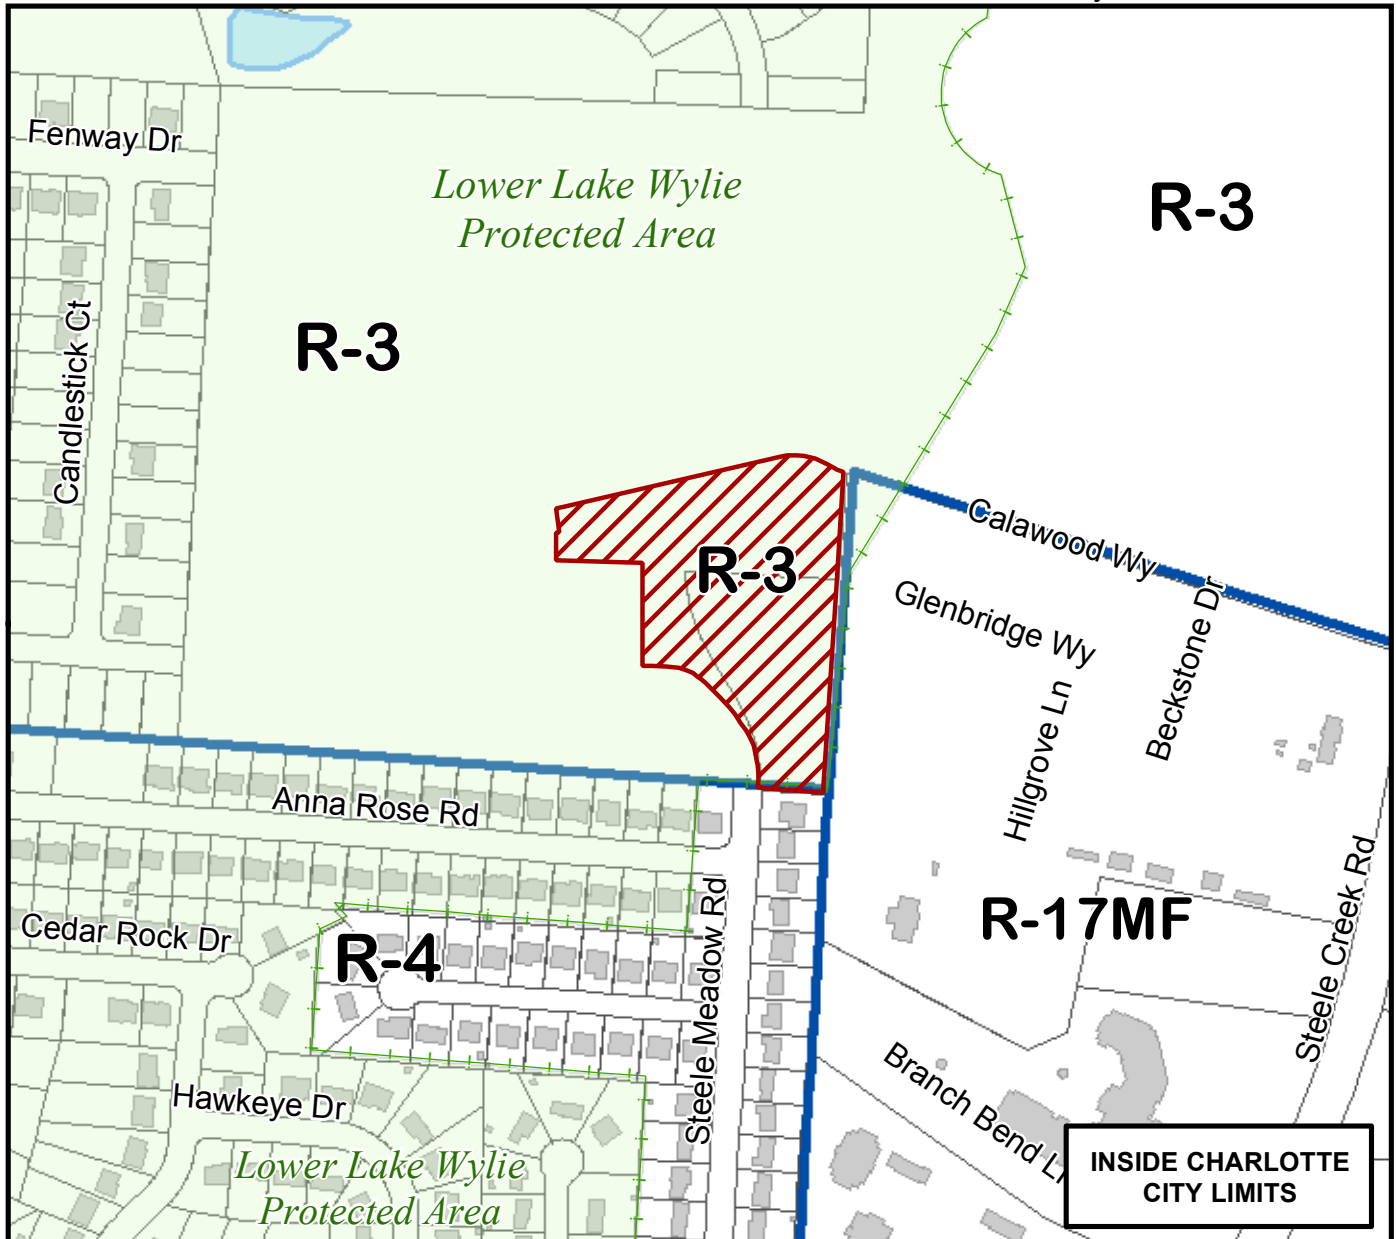 Fenway Dr
Lower Lake Wylie
Protected Area
R-3
R-3
Candlestick Ct
R-3
Calawood Wy
Glenbridge Wy
Beckstone Dr
Hillgrove Ln
Anna Rose Rd
Steele Creek Rd
R-17MF
Cedar Rock Dr
R-4
Steele Meadow Rd
Branch Bend Ln
Hawkeye Dr
Lower Lake Wylie
Protected Area
INSIDE CHARLOTTE
CITY LIMITS